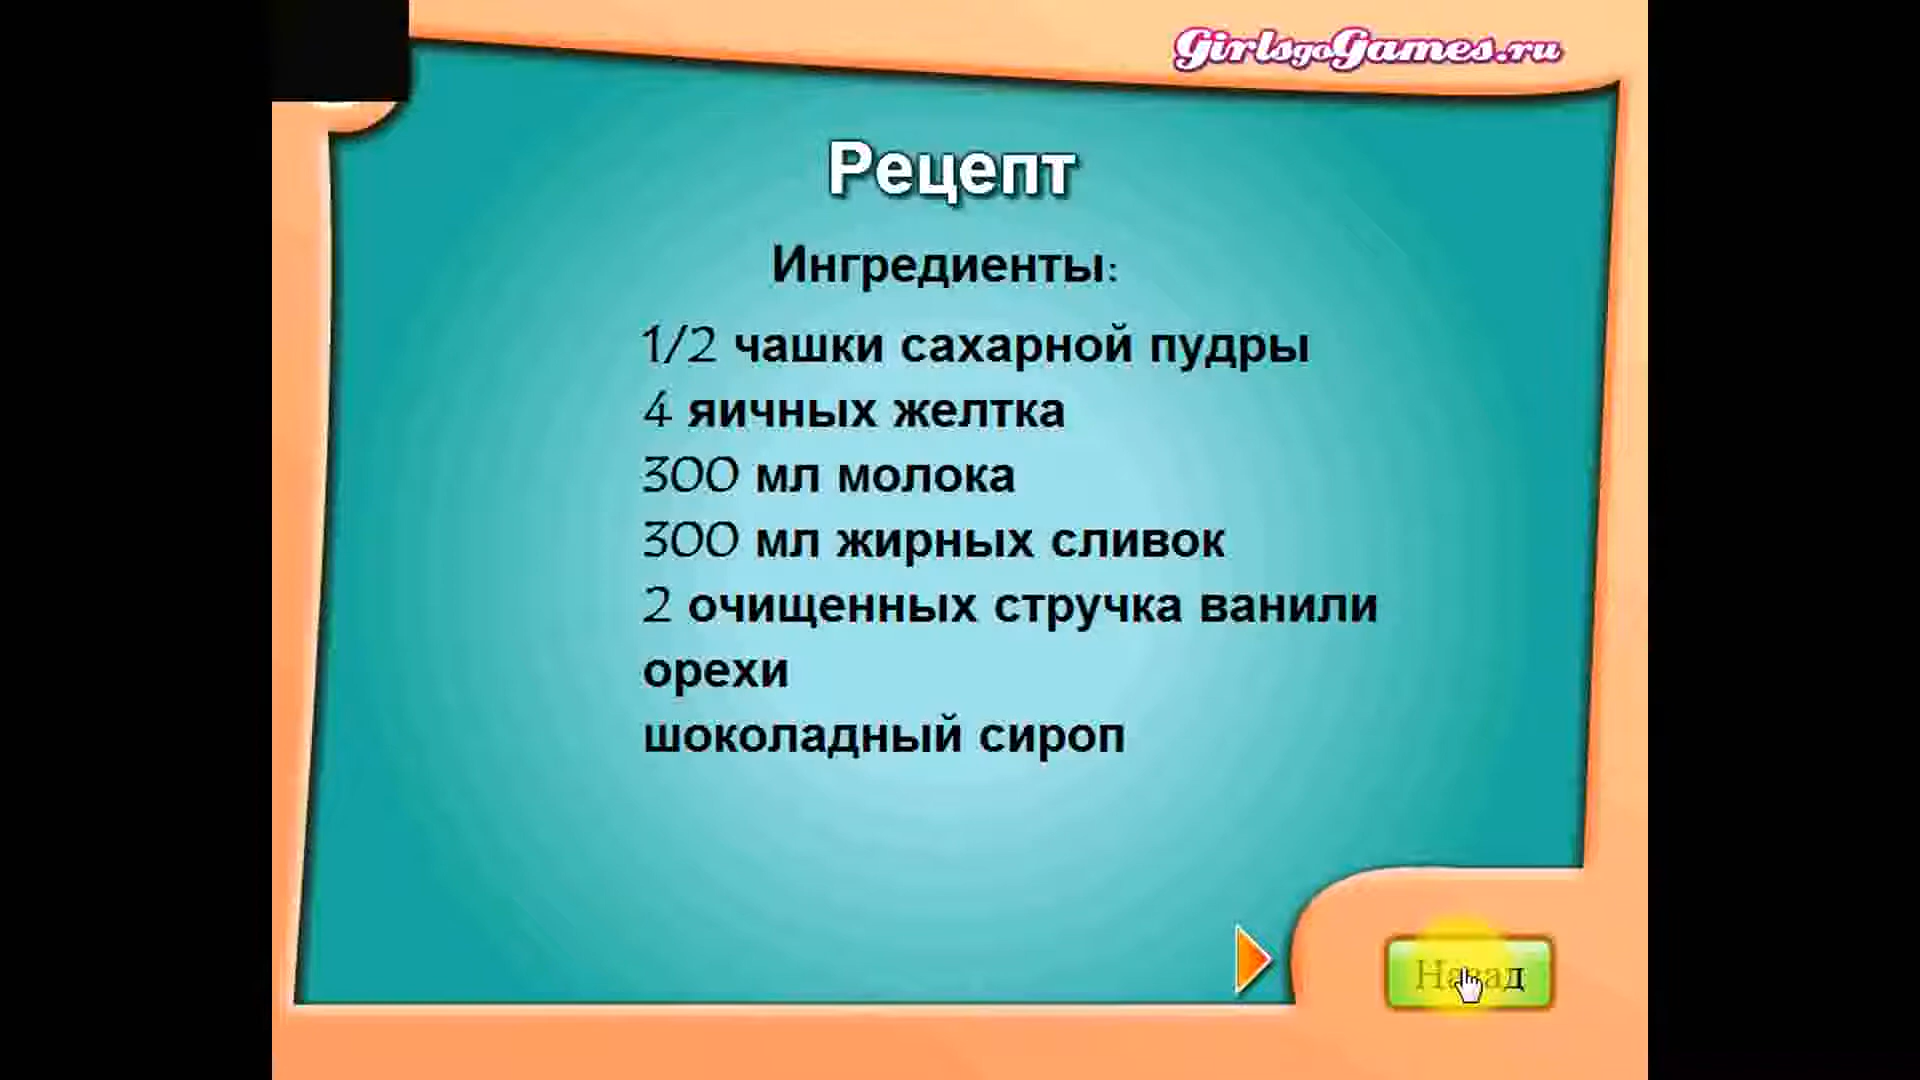 GirlsgoGames.ru
Рецепт
Ингредиенты:
1/2 чашки сахарной пудры
4 яичных желтка
300 мл молока
300 мл жирных сливок
2 очищенных стручка ванили
орехи
шоколадный сироп
Назад